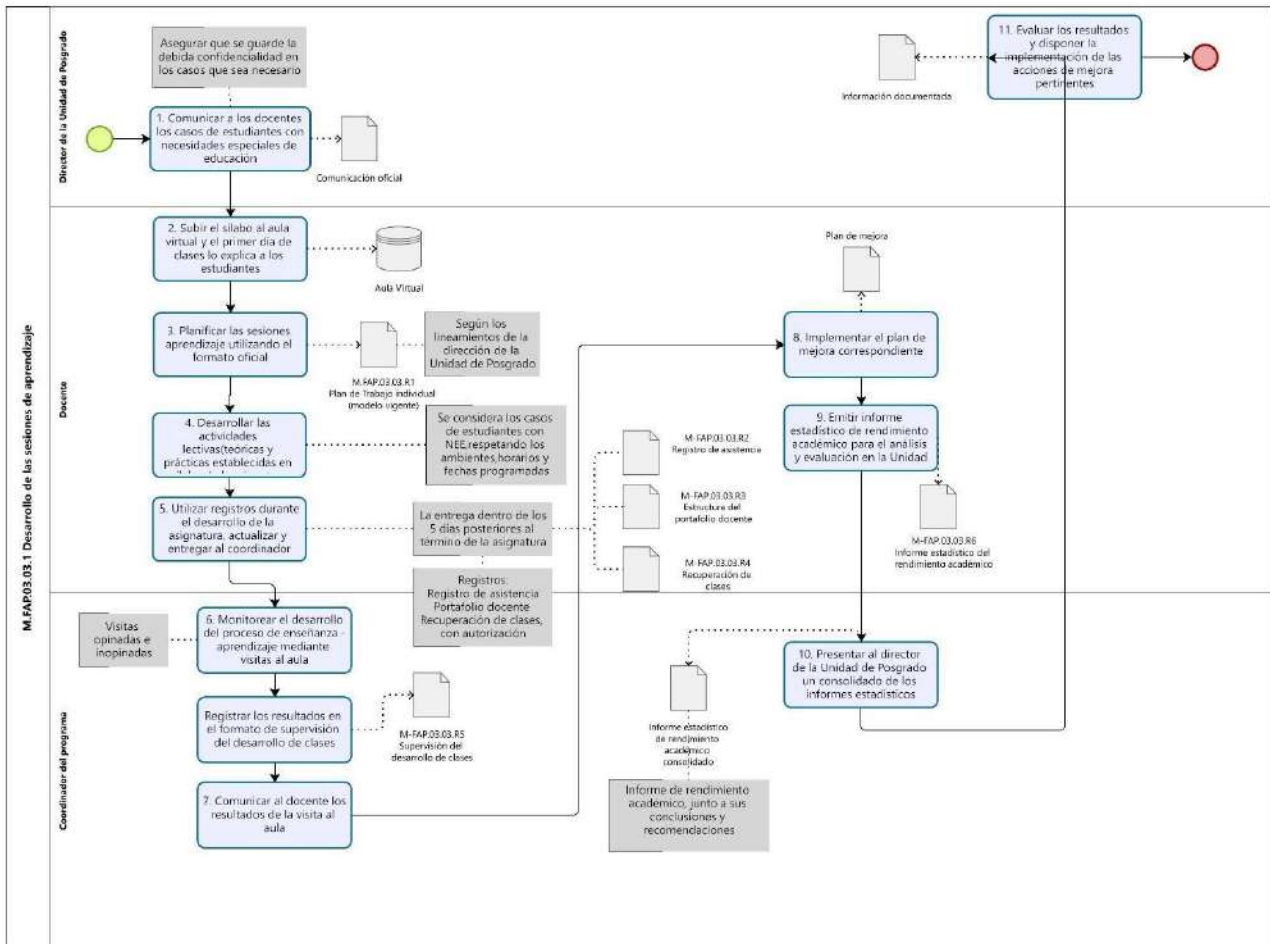 M.FAP.03.03.1 Desarrollo de las sesiones de aprendizaje
Director de la Unidad de Posgrado
Asegurar que se guarde la
debida confidencialidad en
los casos que sea necesario
1. Comunicar a los docentes
los casos de estudiantes con
necesidades especiales de
educación
Comunicación oficial
11. Evaluar los resultados
y disponer la
implementación de las
acciones de mejora
pertinentes
Información documentada
Docente
2. Subir el sílabo al aula
virtual y el primer día de
clases lo explica a los
estudiantes
Aula Virtual
3. Planificar las sesiones
aprendizaje utilizando el
formato oficial
M.FAP.03.03.R1
Plan de Trabajo individual
(modelo vigente)
Según los
lineamientos de la
dirección de la
Unidad de Posgrado
4. Desarrollar las
actividades
lectivas(teóricas y
prácticas establecidas en
Se considera los casos
de estudiantes con
NEE,respetando los
ambientes,horarios y
fechas programadas
5. Utilizar registros durante
el desarrollo de la
asignatura, actualizar y
entregar al coordinador
La entrega dentro de los
5 días posteriores al
término de la asignatura
Registros:
Registro de asistencia
Portafolio docente
Recuperación de clases,
con autorización
M-FAP.03.03.R2
Registro de asistencia
M-FAP.03.03.R3
Estructura del
portafolio docente
M-FAP.03.03.R4
Recuperación de
clases
Plan de mejora
8. Implementar el plan de
mejora correspondiente
9. Emitir informe
estadístico de rendimiento
académico para el análisis
y evaluación en la Unidad
M-FAP.03.03.R6
Informe estadístico del
rendimiento académico
Coordinador del programa
Visitas
opinadas e
inopinadas
6. Monitorear el desarrollo
del proceso de enseñanza -
aprendizaje mediante
visitas al aula
Registrar los resultados en
el formato de supervisión
del desarrollo de clases
M-FAP.03.03.R5
Supervisión del
desarrollo de clases
7. Comunicar al docente los
resultados de la visita al
aula
10. Presentar al director
de la Unidad de Posgrado
un consolidado de los
informes estadísticos
Informe estadístico
de rendimiento
académico
consolidado
Informe de rendimiento
académico, junto a sus
conclusiones y
recomendaciones